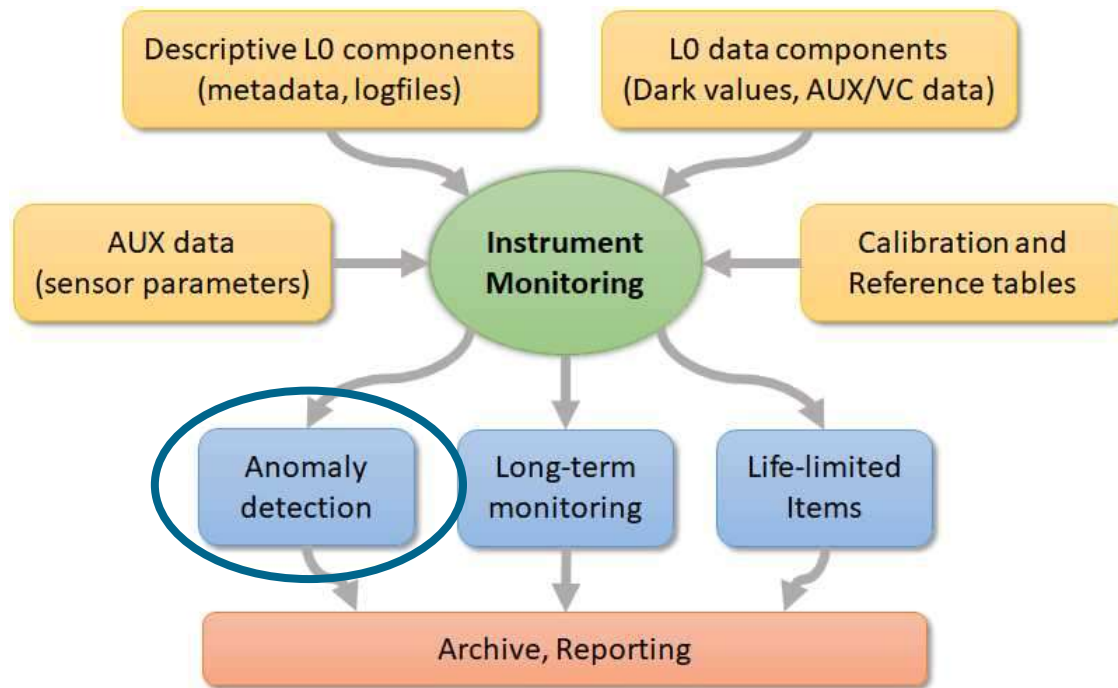 Descriptive L0 components
(metadata, logfiles)
L0 data components
(Dark values, AUX/VC data)
AUX data
(sensor parameters)
Instrument
Monitoring
Calibration and
Reference tables
Anomaly
detection
Long-term
monitoring
Life-limited
Items
Archive, Reporting